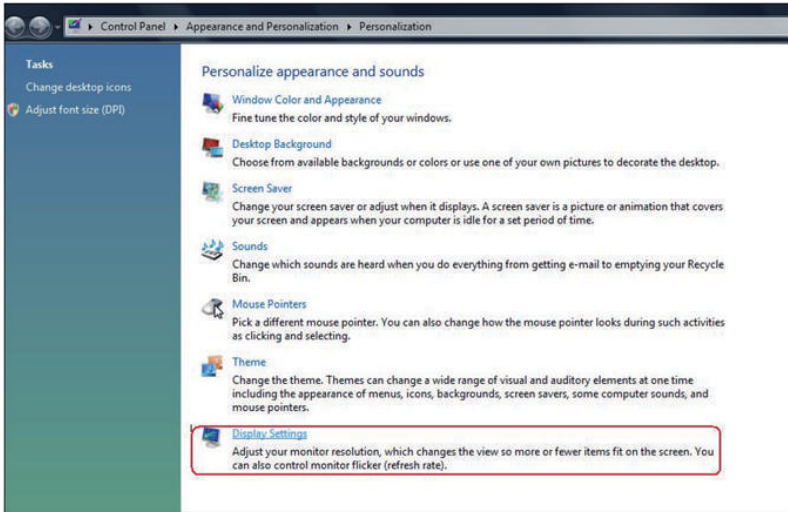 Control Panel ▸ Appearance and Personalization ▸ Personalization
Tasks
Change desktop icons
Adjust font size (DPI)
Personalize appearance and sounds
Window Color and Appearance
Fine tune the color and style of your windows.
Desktop Background
Choose from available backgrounds or colors or use one of your own pictures to decorate the desktop.
Screen Saver
Change your screen saver or adjust when it displays. A screen saver is a picture or animation that covers
your screen and appears when your computer is idle for a set period of time.
Sounds
Change which sounds are heard when you do everything from getting e-mail to emptying your Recycle
Bin.
Mouse Pointers
Pick a different mouse pointer. You can also change how the mouse pointer looks during such activities
as clicking and selecting.
Theme
Change the theme. Themes can change a wide range of visual and auditory elements at one time
including the appearance of menus, icons, backgrounds, screen savers, some computer sounds, and
mouse pointers.
Display Settings
Adjust your monitor resolution, which changes the view so more or fewer items fit on the screen. You
can also control monitor flicker (refresh rate).